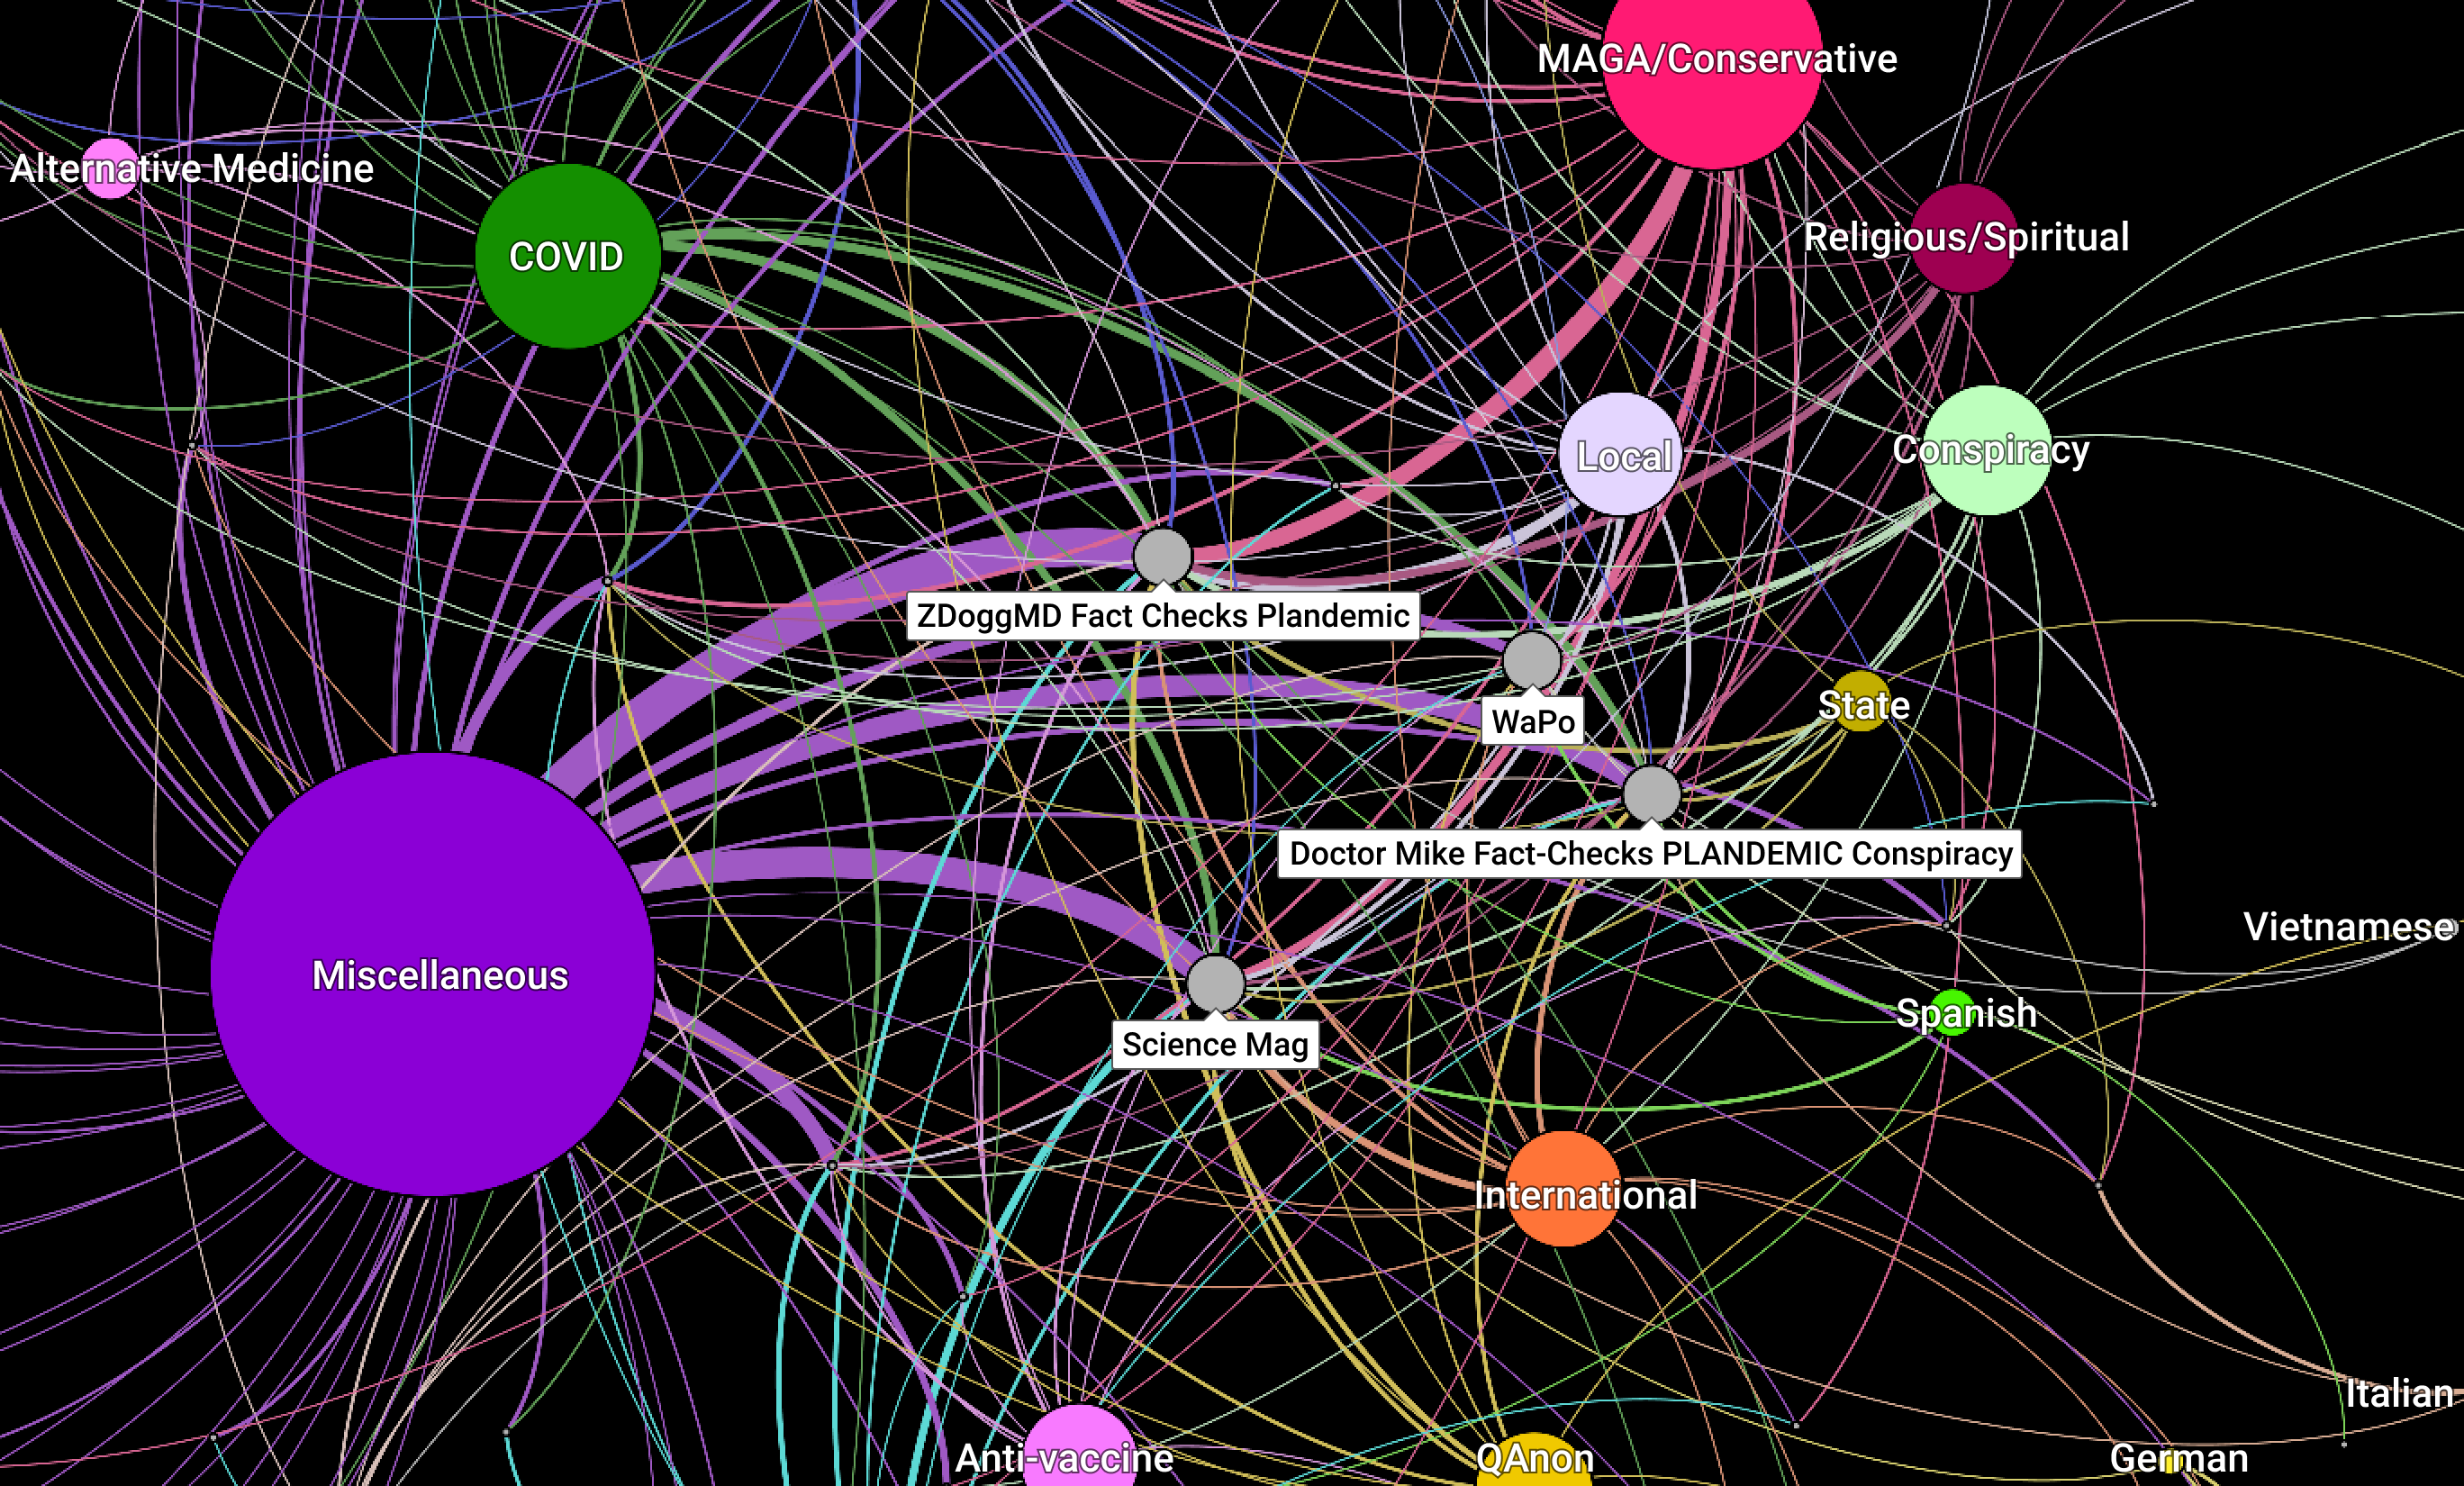 MAGA/Conservative
Alternative Medicine
Religious/Spiritual
COVID
Local
Conspiracy
ZDoggMD Fact Checks Plandemic
State
WaPo
Doctor Mike Fact-Checks PLANDEMIC Conspiracy
Vietnamese
Miscellaneous
Spanish
Science Mag
International
Italian
Anti-vaccine
QAnon
German